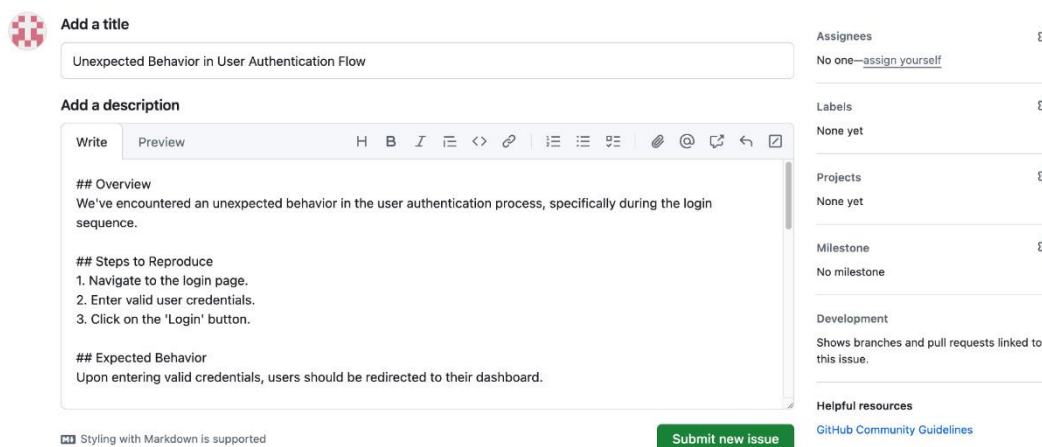 Add a title
Unexpected Behavior in User Authentication Flow
Add a description
Write
Preview
## Overview
We've encountered an unexpected behavior in the user authentication process, specifically during the login
sequence.
## Steps to Reproduce
1. Navigate to the login page.
2. Enter valid user credentials.
3. Click on the 'Login' button.
## Expected Behavior
Upon entering valid credentials, users should be redirected to their dashboard.
Styling with Markdown is supported
Submit new issue
Assignees
No one—assign yourself
Labels
None yet
Projects
None yet
Milestone
No milestone
Development
Shows branches and pull requests linked to
this issue.
Helpful resources
GitHub Community Guidelines